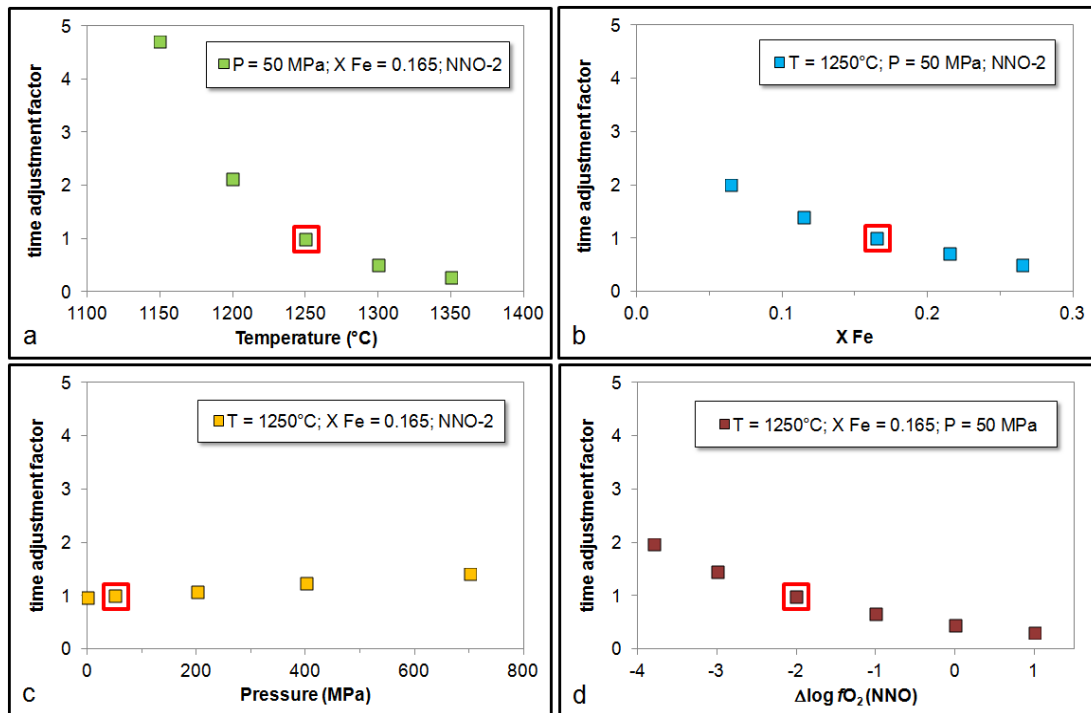 5
4
3
2
1
0
time adjustment factor
P = 50 MPa; X Fe = 0.165; NNO-2
1100 1150 1200 1250 1300 1350 1400
Temperature (°C)
a
5
4
3
2
1
0
time adjustment factor
T = 1250°C; P = 50 MPa; NNO-2
0.0 0.1 0.2 0.3
X Fe
b
5
4
3
2
1
0
time adjustment factor
T = 1250°C; X Fe = 0.165; NNO-2
0 200 400 600 800
Pressure (MPa)
c
5
4
3
2
1
0
time adjustment factor
T = 1250°C; X Fe = 0.165; P = 50 MPa
-4 -3 -2 -1 0 1
Δlog fO₂ (NNO)
d